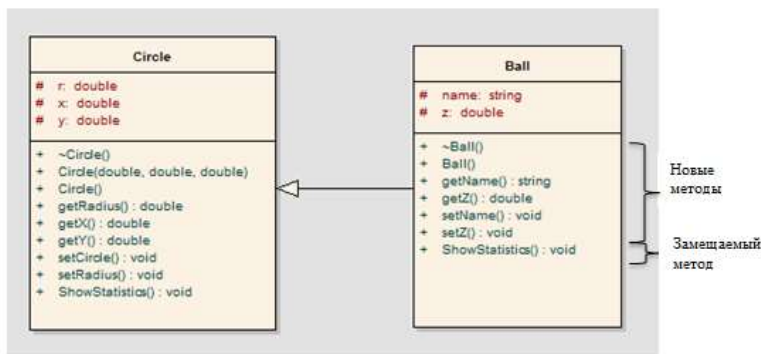 Circle
# r: double
# x: double
# y: double
+ ~Circle()
+ Circle(double, double, double)
+ Circle()
+ getRadius() : double
+ getX() : double
+ getY() : double
+ setCircle() : void
+ setRadius() : void
+ ShowStatistics() : void
Ball
# name: string
# z: double
+ ~Ball()
+ Ball()
+ getName() : string
+ getZ() : double
+ setName() : void
+ setZ() : void
+ ShowStatistics() : void
Новые
методы
Замещаемый
метод